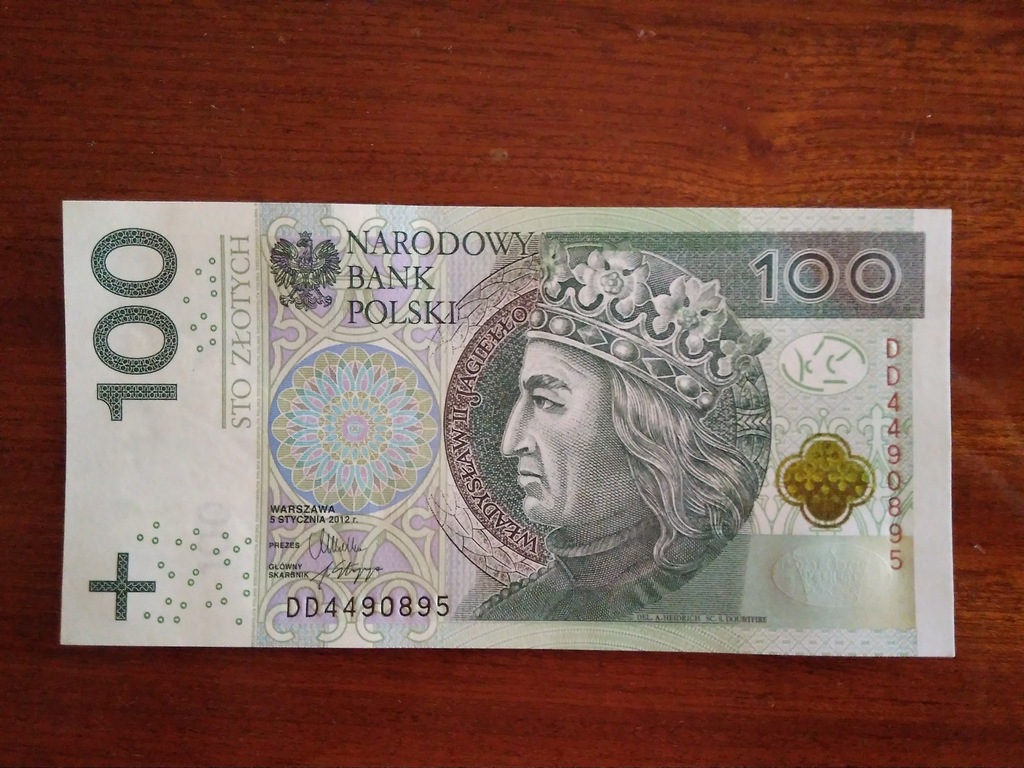 100
STO ZŁOTYCH
NARODOWY
BANK
POLSKI
100
WŁADYSŁAW II JAGIEŁŁO
DD4490895
WARSZAWA
5 STYCZNIA 2012 r.
PREZES
GŁÓWNY
SKARBNIK
DD4490895
DEL. A. HEIDRICH SC. S. DOUBTFIRE